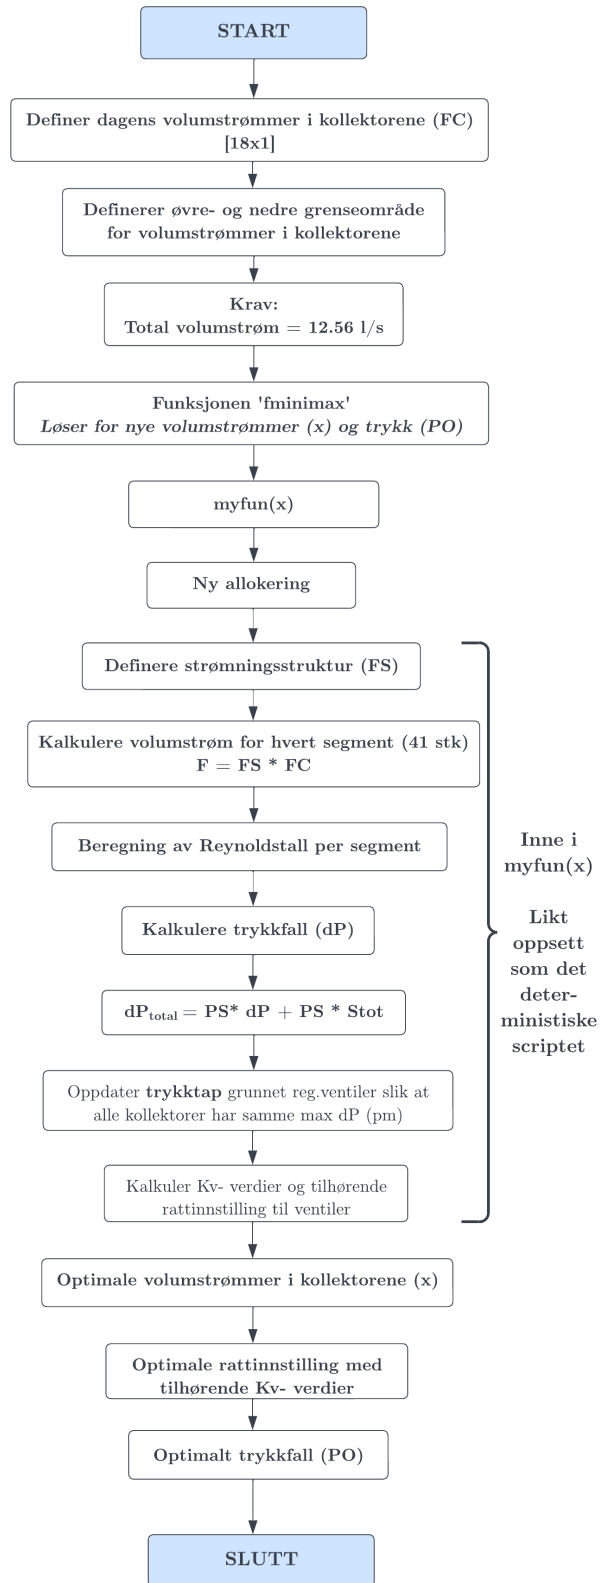 START
Definer dagens volumstrømmer i kollektorene (FC)
[18x1]
Definerer øvre- og nedre grenseområde
for volumstrømmer i kollektorene
Krav:
Total volumstrøm = 12.56 l/s
Funksjonen 'fminimax'
Løser for nye volumstrømmer (x) og trykk (PO)
myfun(x)
Ny allokering
Definere strømningsstruktur (FS)
Kalkulere volumstrøm for hvert segment (41 stk)
F = FS * FC
Beregning av Reynoldstall per segment
Kalkulere trykkfall (dP)
dPtotal = PS* dP + PS * Stot
Oppdater trykktap grunnet reg.ventiler slik at
alle kollektorer har samme max dP (pm)
Kalkuler Kv- verdier og tilhørende
rattinnstilling til ventiler
Inne i
myfun(x)
Likt
oppsett
som det
deter-
ministiske
scriptet
Optimale volumstrømmer i kollektorene (x)
Optimale rattinnstilling med
tilhørende Kv- verdier
Optimalt trykkfall (PO)
SLUTT